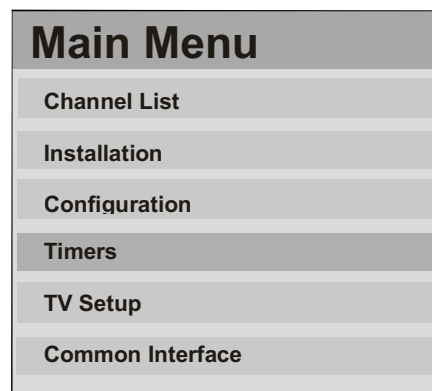 Main Menu
Channel List
Installation
Configuration
Timers
TV Setup
Common Interface